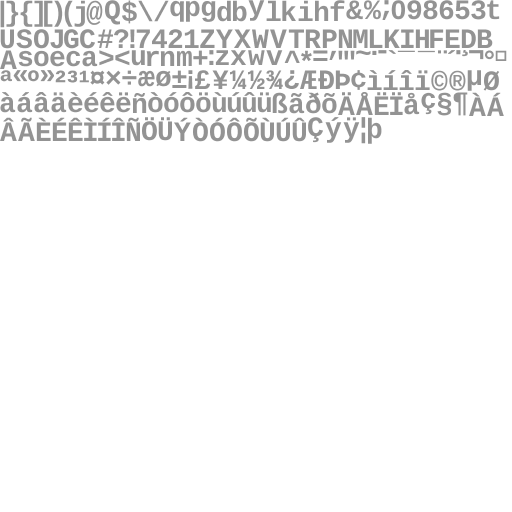 |}{][)(j@Q$\/qpgdbylkihf&%;098653t
USOJGC#?!7421ZYXWVTRPNMLKIHFEDB
Asoeca><urnm+:zxwv^*=
ª«º»²³¹¤×÷æø±¡£¥¼½¾¿ÆÐÞ¢ìíîï©®µØ
àáâäèéêëñòóôöùúûüßãðõÄÅËÏåç§¶ÀÁ
ÂÃÈÉÊÌÍÎÑÖÜÝÒÓÔÕÙÚÛÇýÿ¦þ